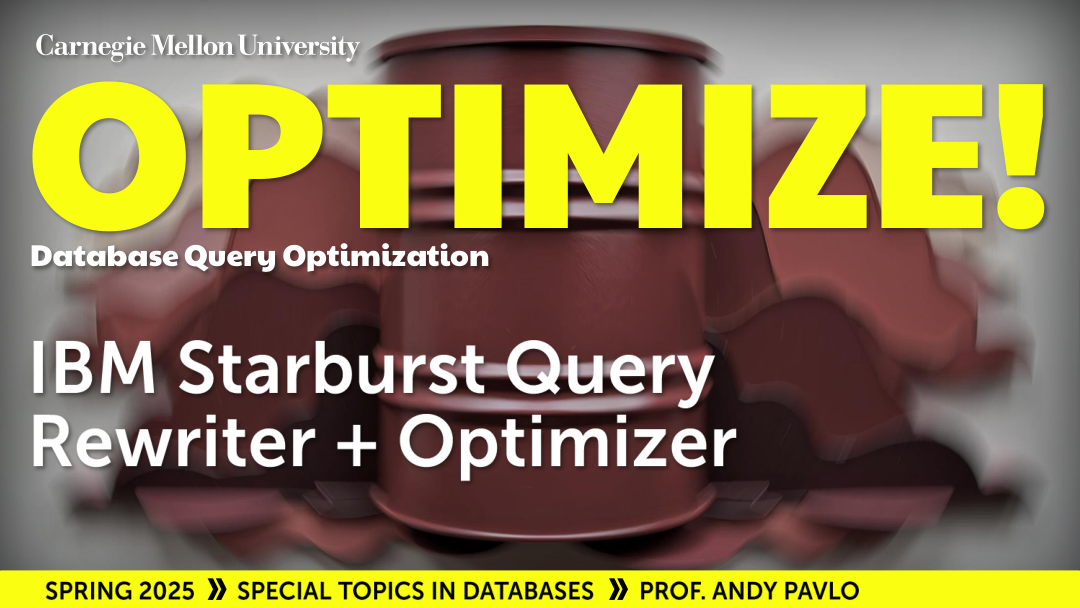 Carnegie Mellon University
OPTIMIZE!
Database Query Optimization
IBM Starburst Query
Rewriter + Optimizer
SPRING 2025 » SPECIAL TOPICS IN DATABASES » PROF. ANDY PAVLO